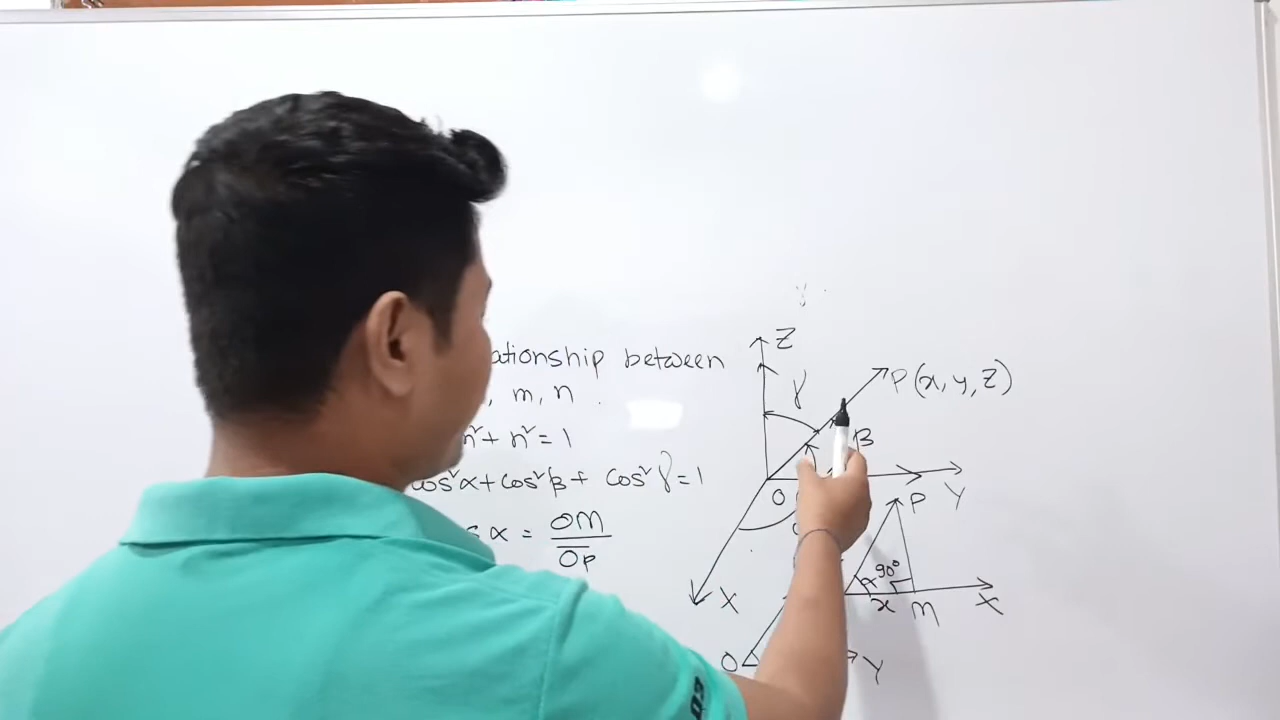 ationship between
, m, n .
n² + n² = 1
cos²α + cos²β + cos²γ = 1
α = OM / OP
Z
γ
P(x, y, z)
β
O
Y
X
P
90°
x
M
X
O
Y